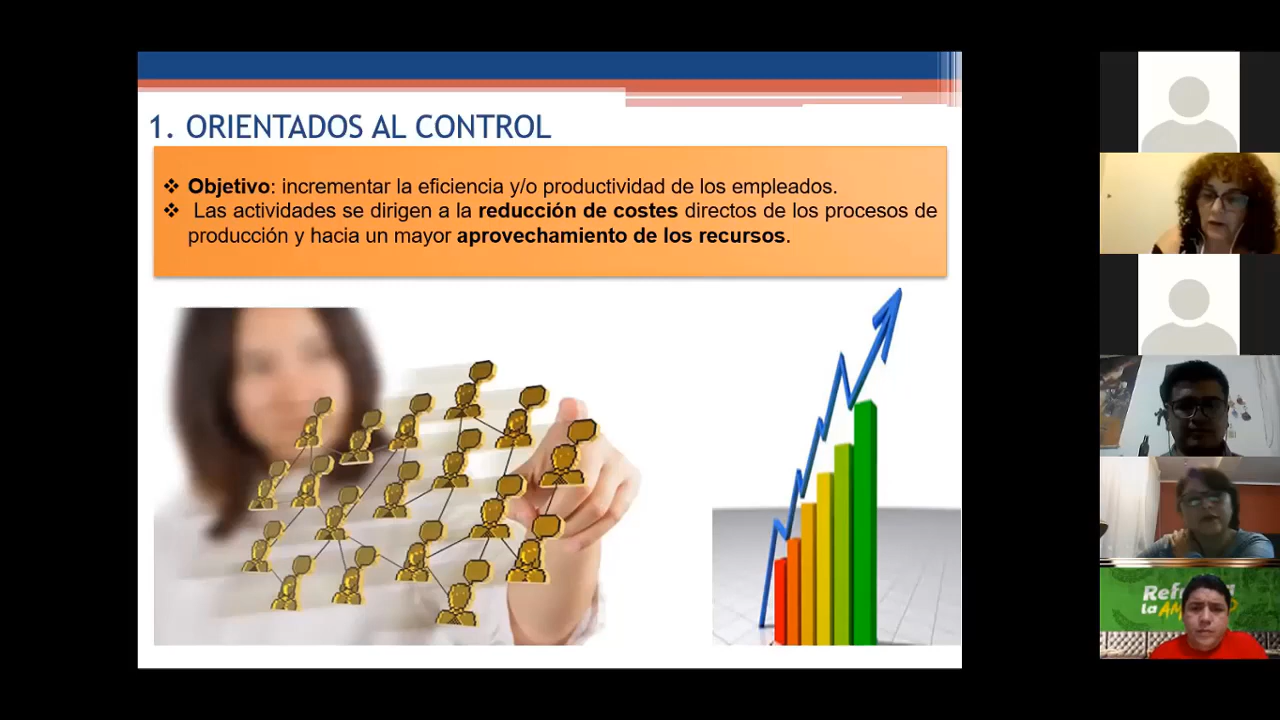 1. ORIENTADOS AL CONTROL
❖ Objetivo: incrementar la eficiencia y/o productividad de los empleados.
❖ Las actividades se dirigen a la reducción de costes directos de los procesos de
producción y hacia un mayor aprovechamiento de los recursos.
la